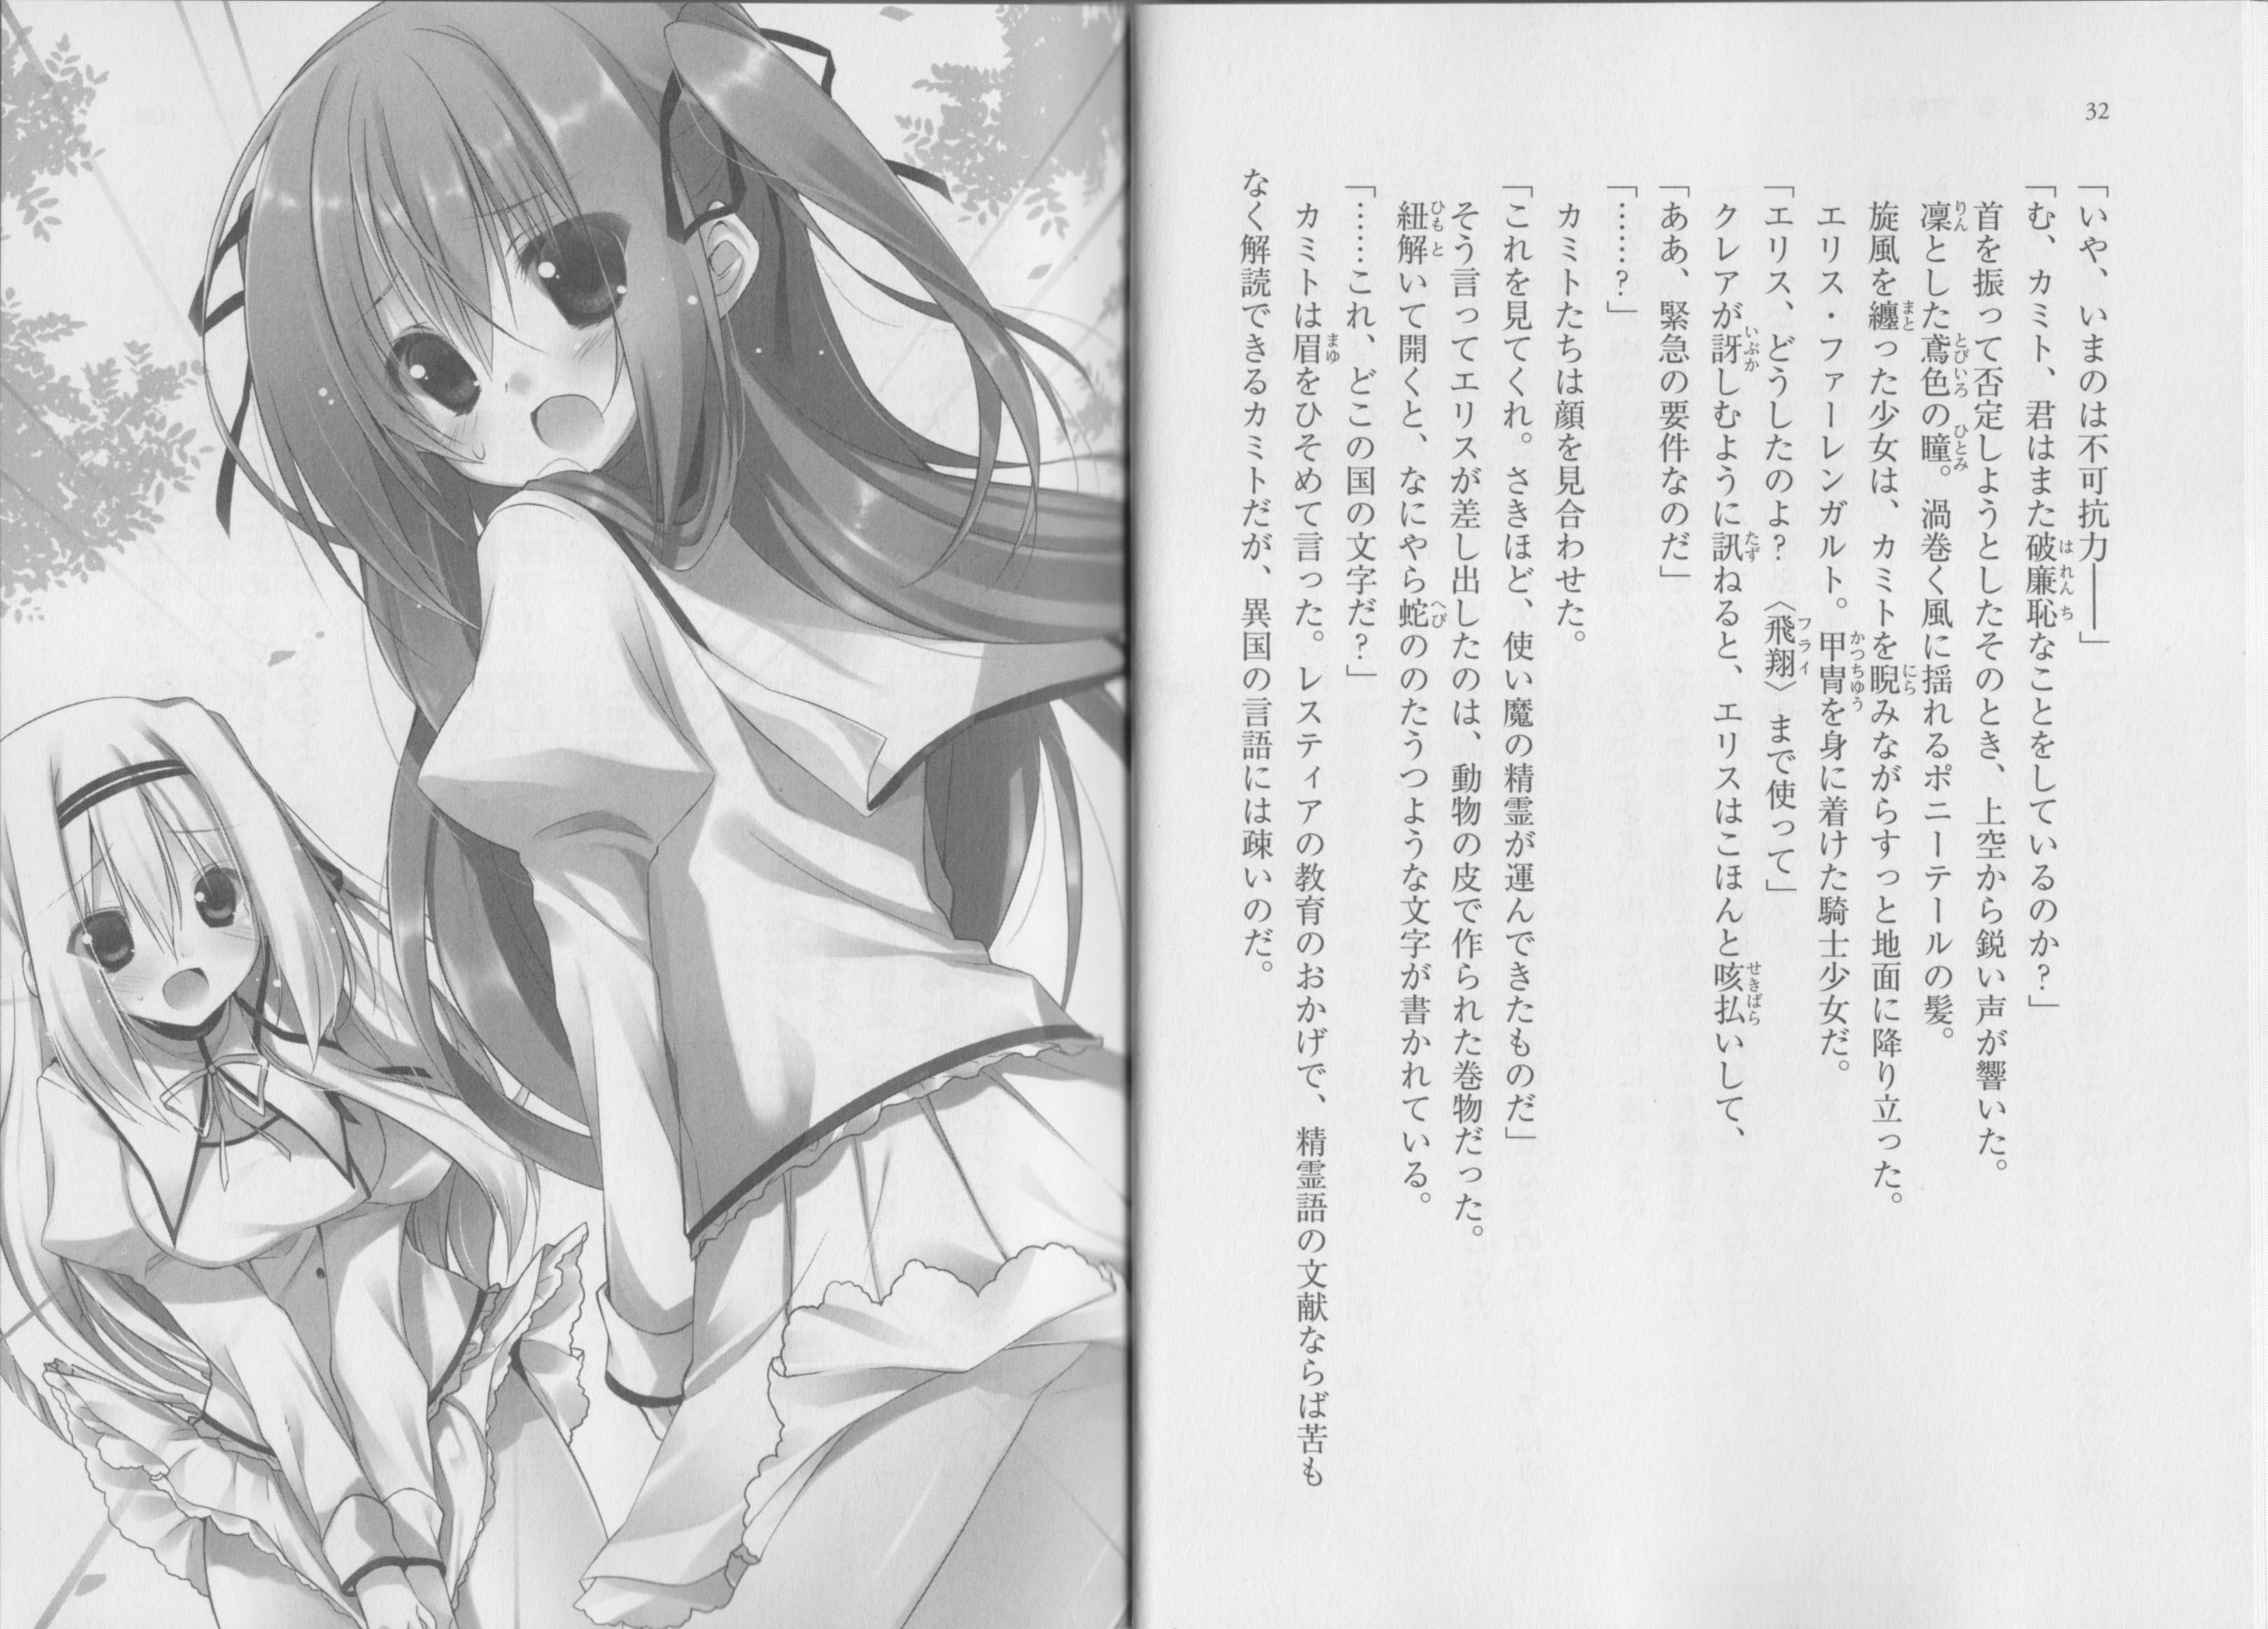 32
「いや、いまのは不可抗力――」
「む、カミト、君はまた破廉恥なことをしているのか?」
首を振って否定しようとしたそのとき、上空から鋭い声が響いた。
凜とした鳶色の瞳。渦巻く風に揺れるポニーテールの髪。
旋風を纏った少女は、カミトを睨みながらすっと地面に降り立った。
エリス・ファーレンガルト。甲冑を身に着けた騎士少女だ。
「エリス、どうしたのよ? 〈飛翔〉まで使って」
クレアが訝しむように訊ねると、エリスはこほんと咳払いして、
「ああ、緊急の要件なのだ」
「……?」
カミトたちは顔を見合わせた。
「これを見てくれ。さきほど、使い魔の精霊が運んできたものだ」
そう言ってエリスが差し出したのは、動物の皮で作られた巻物だった。
紐解いて開くと、なにやら蛇ののたうつような文字が書かれている。
「……これ、どこの国の文字だ?」
カミトは眉をひそめて言った。レスティアの教育のおかげで、精霊語の文献ならば苦も
なく解読できるカミトだが、異国の言語には疎いのだ。